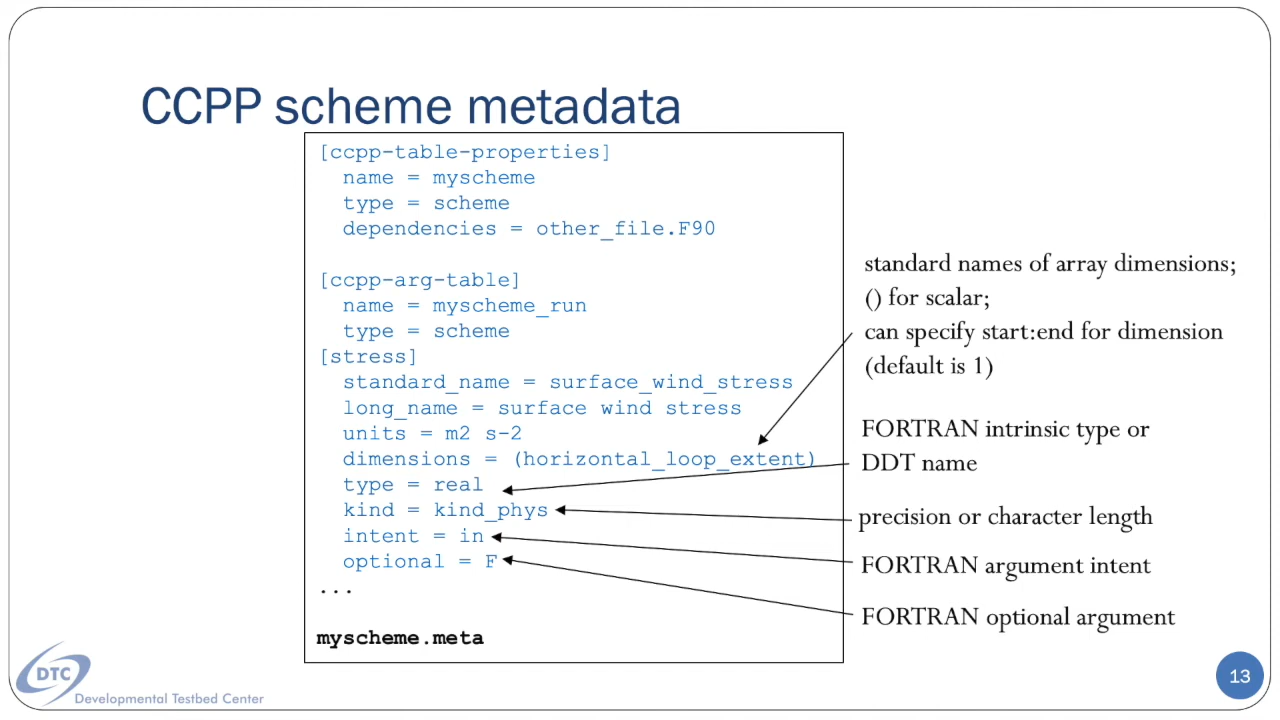 CCPP scheme metadata
[ccpp-table-properties]
name = myscheme
type = scheme
dependencies = other_file.F90
[ccpp-arg-table]
name = myscheme_run
type = scheme
[stress]
standard_name = surface_wind_stress
long_name = surface wind stress
units = m2 s-2
dimensions = (horizontal_loop_extent)
type = real
kind = kind_phys
intent = in
optional = F
...
myscheme.meta
standard names of array dimensions;
() for scalar;
can specify start:end for dimension
(default is 1)
FORTRAN intrinsic type or
DDT name
precision or character length
FORTRAN argument intent
FORTRAN optional argument
DTC
Developmental Testbed Center
13